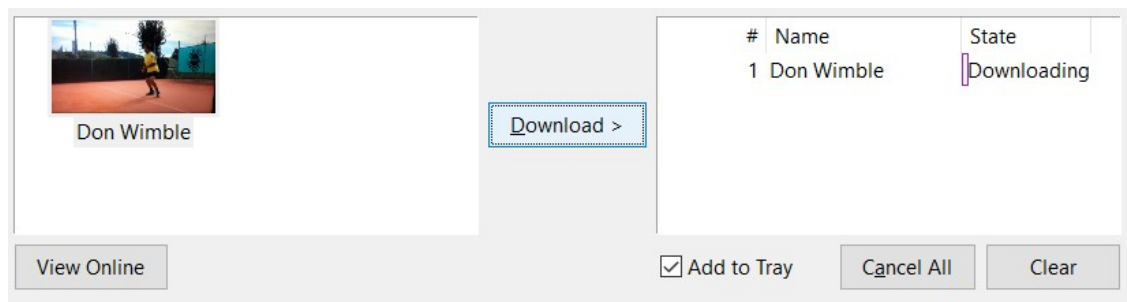 Don Wimble
View Online
Download >
# Name State
1 Don Wimble Downloading
Add to Tray
Cancel All
Clear